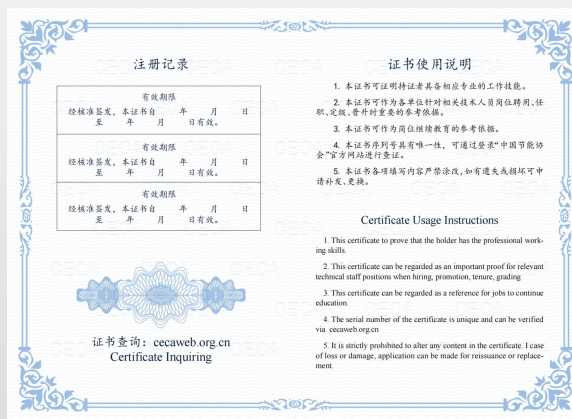 注册记录
有效期限
经核准签发，本证书自 年 月 日
至 年 月 日有效。
有效期限
经核准签发，本证书自 年 月 日
至 年 月 日有效。
有效期限
经核准签发，本证书自 年 月 日
至 年 月 日有效。
证书查询：cecaweb.org.cn
Certificate Inquiring
证书使用说明
1. 本证书可证明持证者具备相应专业的工作技能。
2. 本证书可作为各单位针对相关技术人员岗位聘用、任
职、定级、晋升时重要的参考依据。
3. 本证书可作为岗位继续教育的参考依据。
4. 本证书序列号具有唯一性，可通过登录“中国节能协
会”官方网站进行查证。
5. 本证书各项填写内容严禁涂改，如有遗失或损坏可申
请补发、更换。
Certificate Usage Instructions
1. This certificate to prove that the holder has the professional work-
ing skills.
2. This certificate can be regarded as an important proof for relevant
technical staff positions when hiring, promotion, tenure, grading
3. This certificate can be regarded as a reference for jobs to continue
education.
4. The serial number of the certificate is unique and can be verified
via cecaweb.org.cn
5. It is strictly prohibited to alter any content in the certificate. I case
of loss or damage, application can be made for reissuance or replace-
ment.